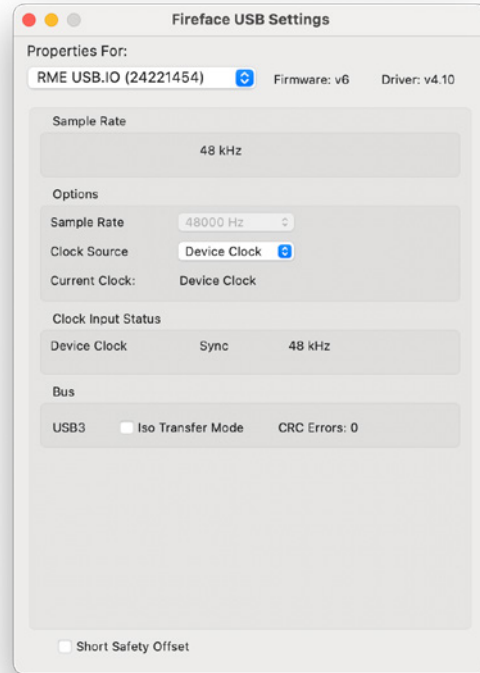 Fireface USB Settings
Properties For:
RME USB.IO (24221454) Firmware: v6 Driver: v4.10
Sample Rate
48 kHz
Options
Sample Rate 48000 Hz
Clock Source Device Clock
Current Clock: Device Clock
Clock Input Status
Device Clock Sync 48 kHz
Bus
USB3 Iso Transfer Mode CRC Errors: 0
Short Safety Offset